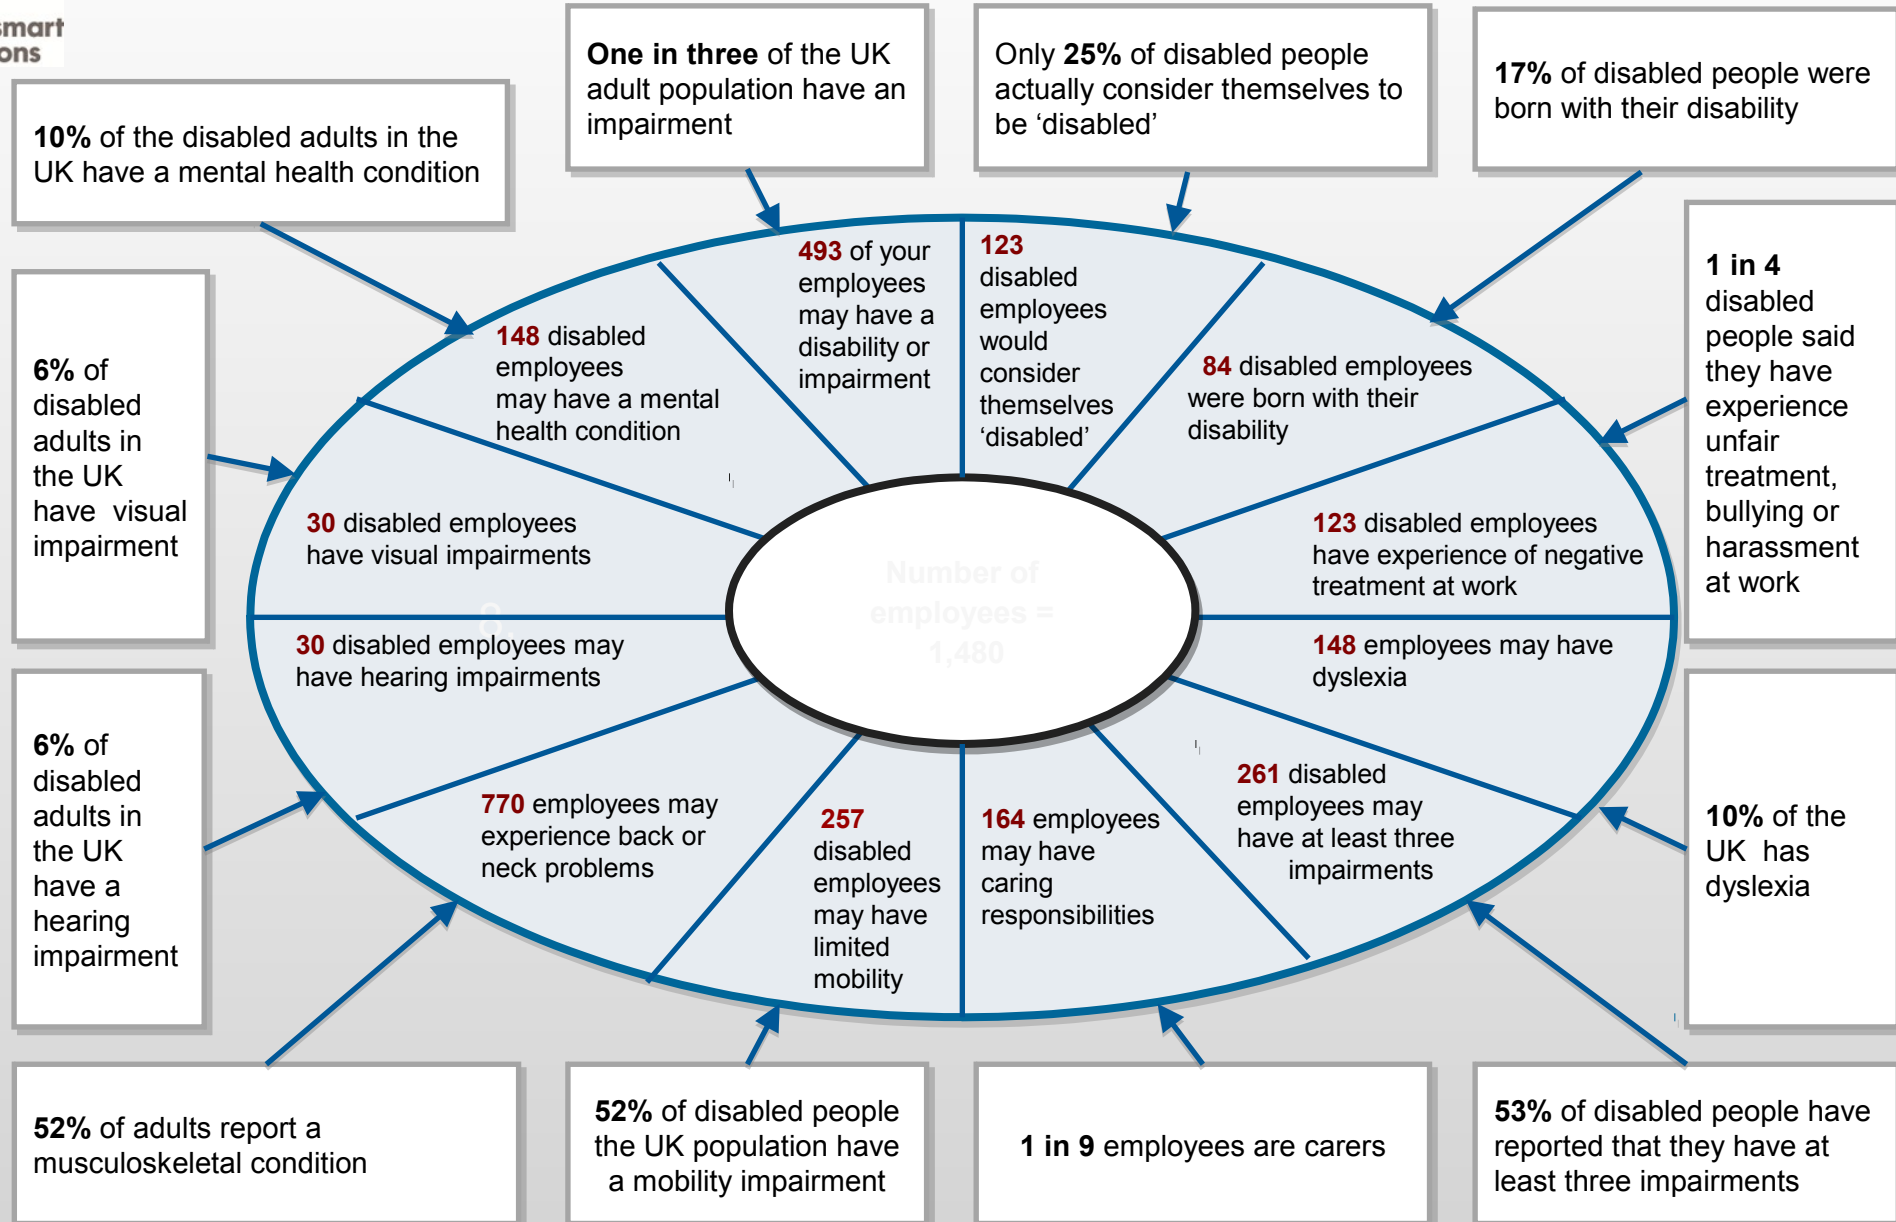 smart
ons
One in three of the UK
adult population have an
impairment
Only 25% of disabled people
actually consider themselves to
be ‘disabled’
17% of disabled people were
born with their disability
10% of the disabled adults in the
UK have a mental health condition
1 in 4
disabled
people said
they have
experience
unfair
treatment,
bullying or
harassment
at work
6% of
disabled
adults in
the UK
have visual
impairment
493 of your
employees
may have a
disability or
impairment
123
disabled
employees
would
consider
themselves
‘disabled’
148 disabled
employees
may have a mental
health condition
84 disabled employees
were born with their
disability
30 disabled employees
have visual impairments
123 disabled employees
have experience of negative
treatment at work
Number of
employees =
1,480
8.
30 disabled employees may
have hearing impairments
148 employees may have
dyslexia
6% of
disabled
adults in
the UK
have a
hearing
impairment
770 employees may
experience back or
neck problems
257
disabled
employees
may have
limited
mobility
164 employees
may have
caring
responsibilities
261 disabled
employees may
have at least three
impairments
10% of the
UK has
dyslexia
52% of adults report a
musculoskeletal condition
52% of disabled people
the UK population have
a mobility impairment
1 in 9 employees are carers
53% of disabled people have
reported that they have at
least three impairments